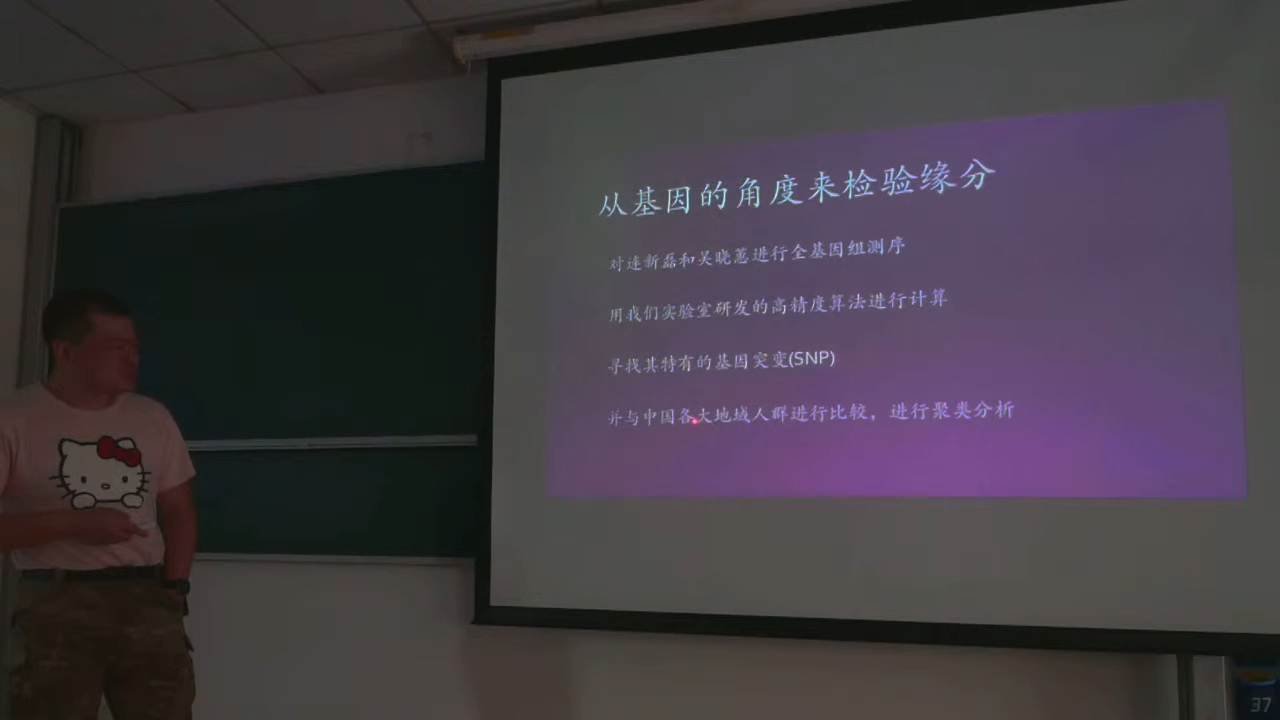 从基因的角度来检验缘分
对连新磊和吴晓蕙进行全基因组测序
用我们实验室研发的高精度算法进行计算
寻找其特有的基因突变(SNP)
并与中国各大地域人群进行比较，进行聚类分析
37